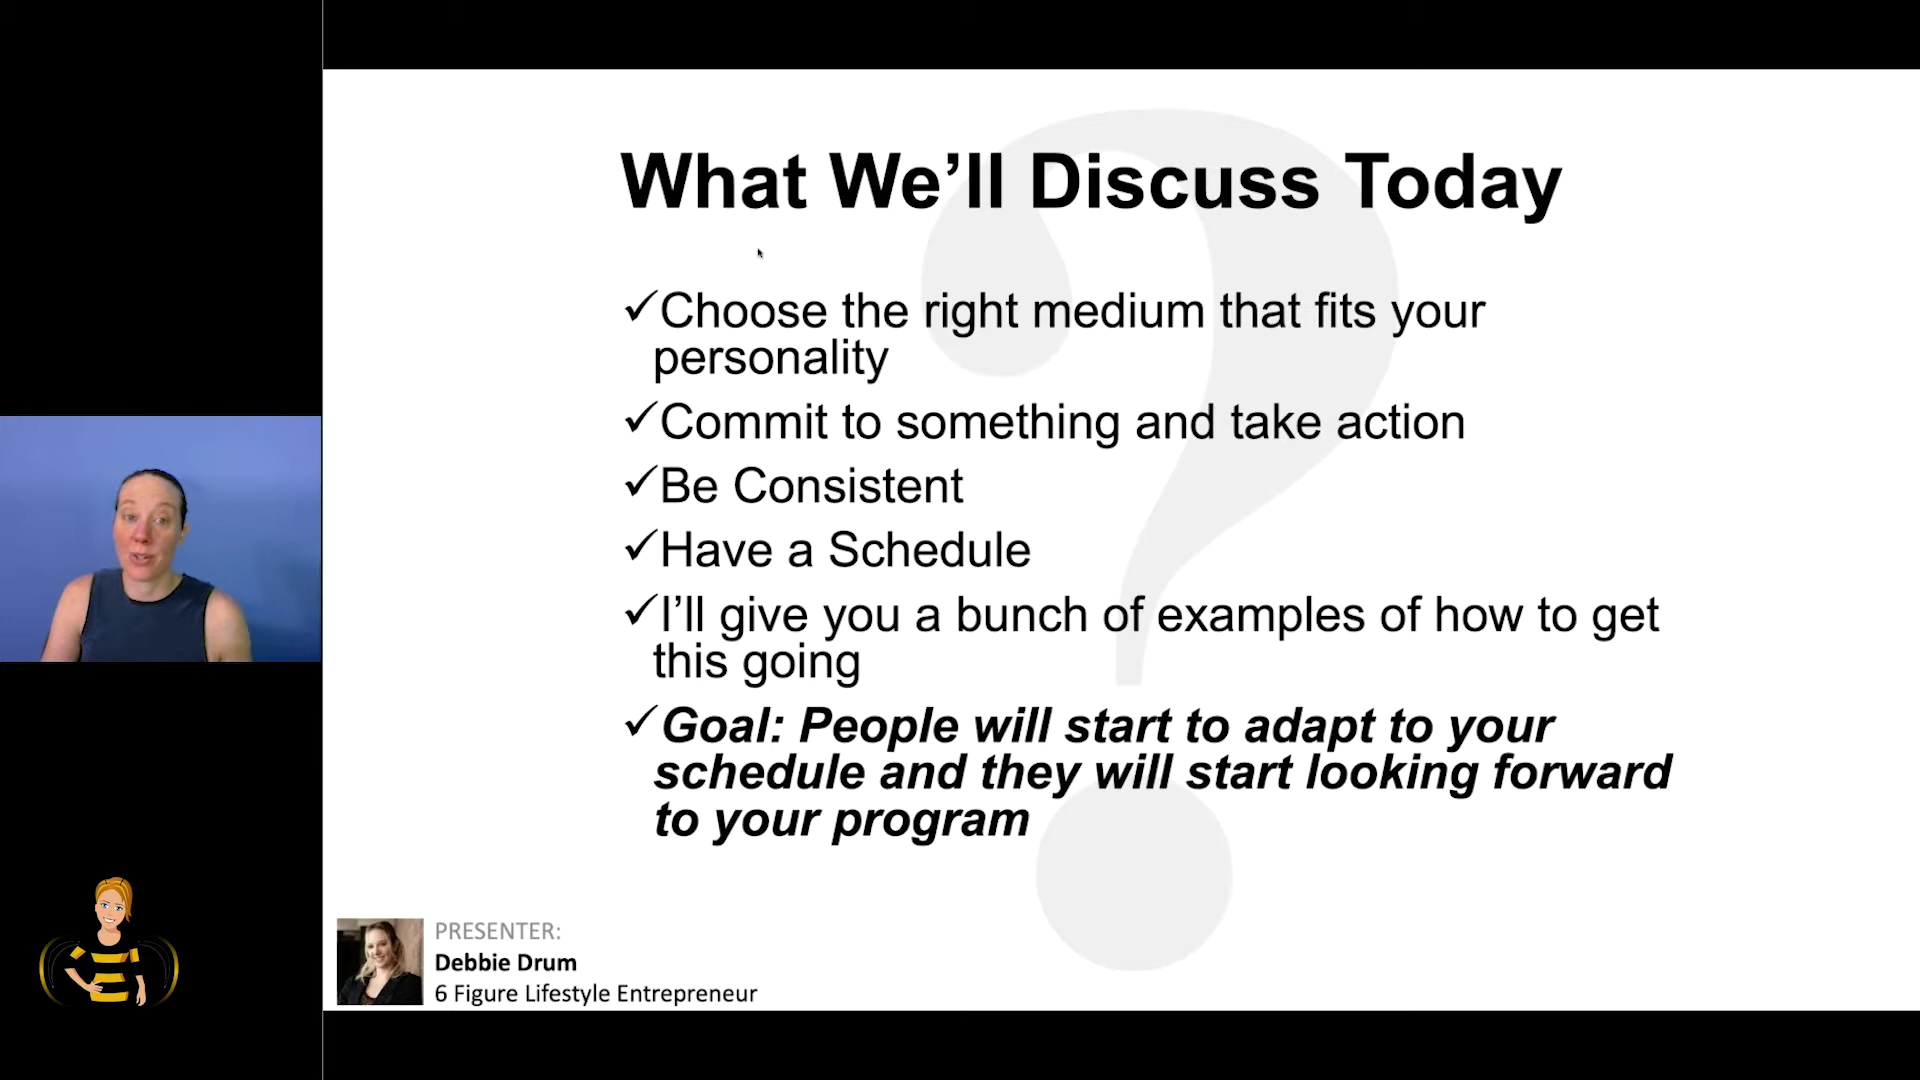 What We’ll Discuss Today
✓Choose the right medium that fits your
personality
✓Commit to something and take action
✓Be Consistent
✓Have a Schedule
✓I’ll give you a bunch of examples of how to get
this going
✓Goal: People will start to adapt to your
schedule and they will start looking forward
to your program
PRESENTER:
Debbie Drum
6 Figure Lifestyle Entrepreneur